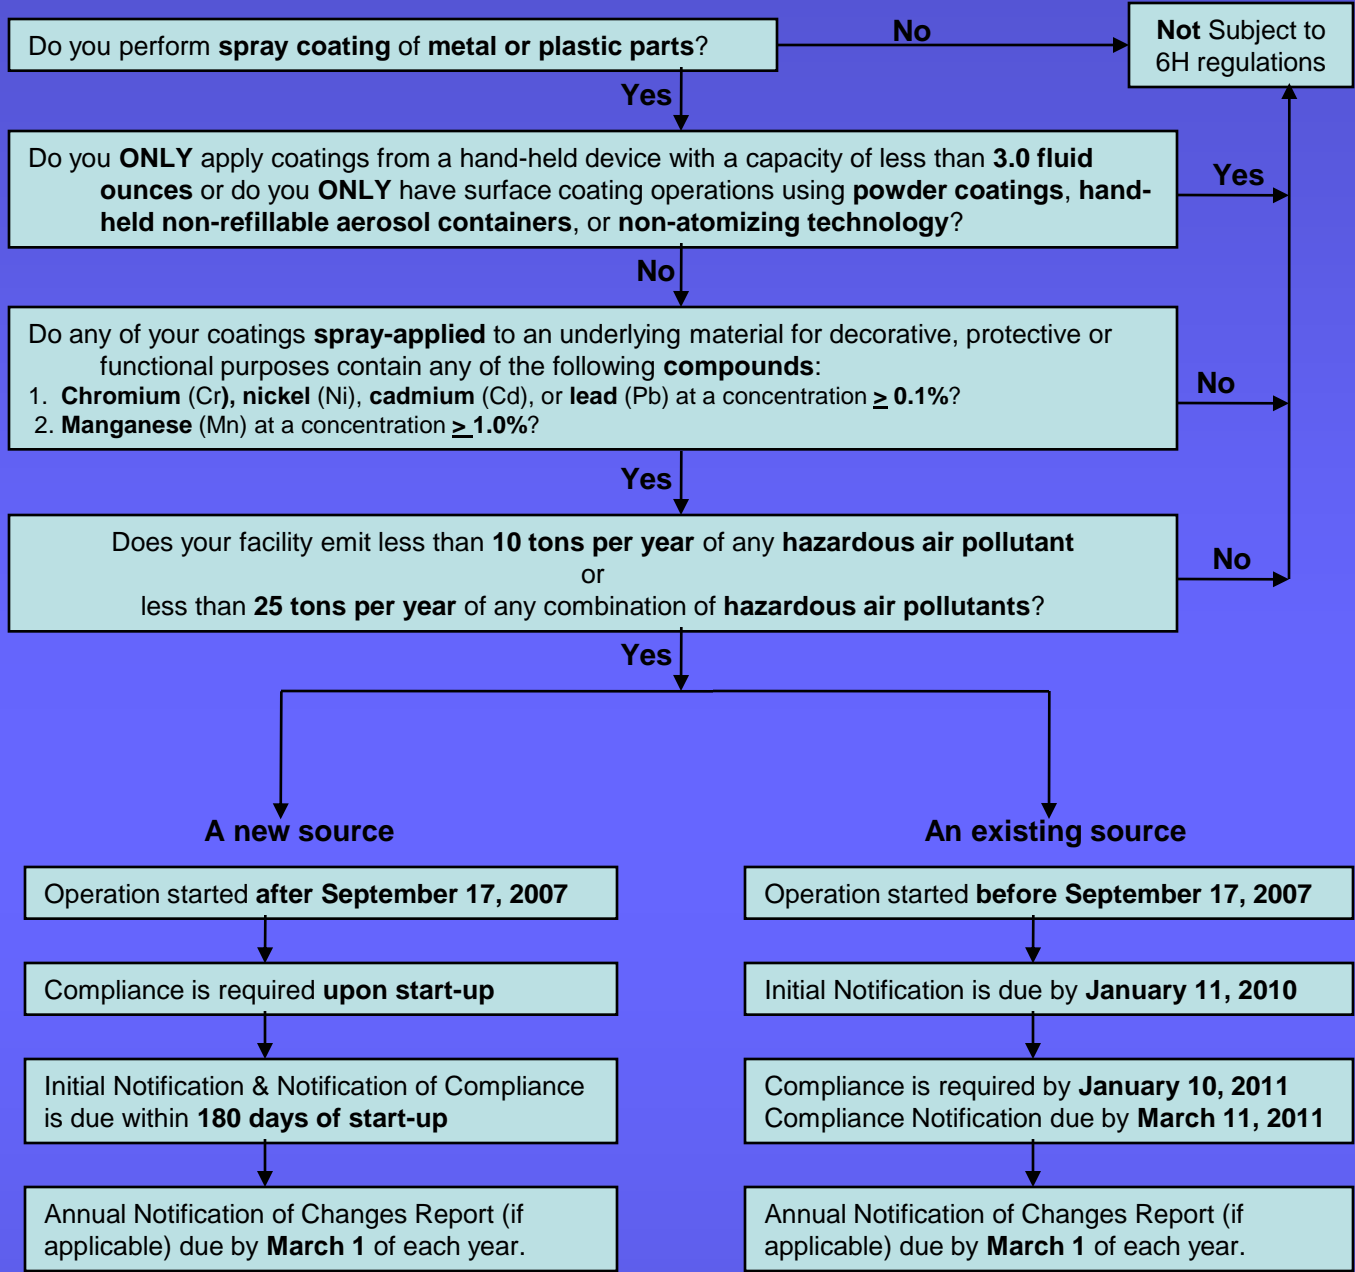 Do you perform spray coating of metal or plastic parts?
No
Not Subject to
6H regulations
Yes
Do you ONLY apply coatings from a hand-held device with a capacity of less than 3.0 fluid
ounces or do you ONLY have surface coating operations using powder coatings, hand-
held non-refillable aerosol containers, or non-atomizing technology?
Yes
No
Do any of your coatings spray-applied to an underlying material for decorative, protective or
functional purposes contain any of the following compounds:
1. Chromium (Cr), nickel (Ni), cadmium (Cd), or lead (Pb) at a concentration > 0.1%?
2. Manganese (Mn) at a concentration > 1.0%?
No
Yes
Does your facility emit less than 10 tons per year of any hazardous air pollutant
or
less than 25 tons per year of any combination of hazardous air pollutants?
No
Yes
A new source
Operation started after September 17, 2007
Compliance is required upon start-up
Initial Notification & Notification of Compliance
is due within 180 days of start-up
Annual Notification of Changes Report (if
applicable) due by March 1 of each year.
An existing source
Operation started before September 17, 2007
Initial Notification is due by January 11, 2010
Compliance is required by January 10, 2011
Compliance Notification due by March 11, 2011
Annual Notification of Changes Report (if
applicable) due by March 1 of each year.